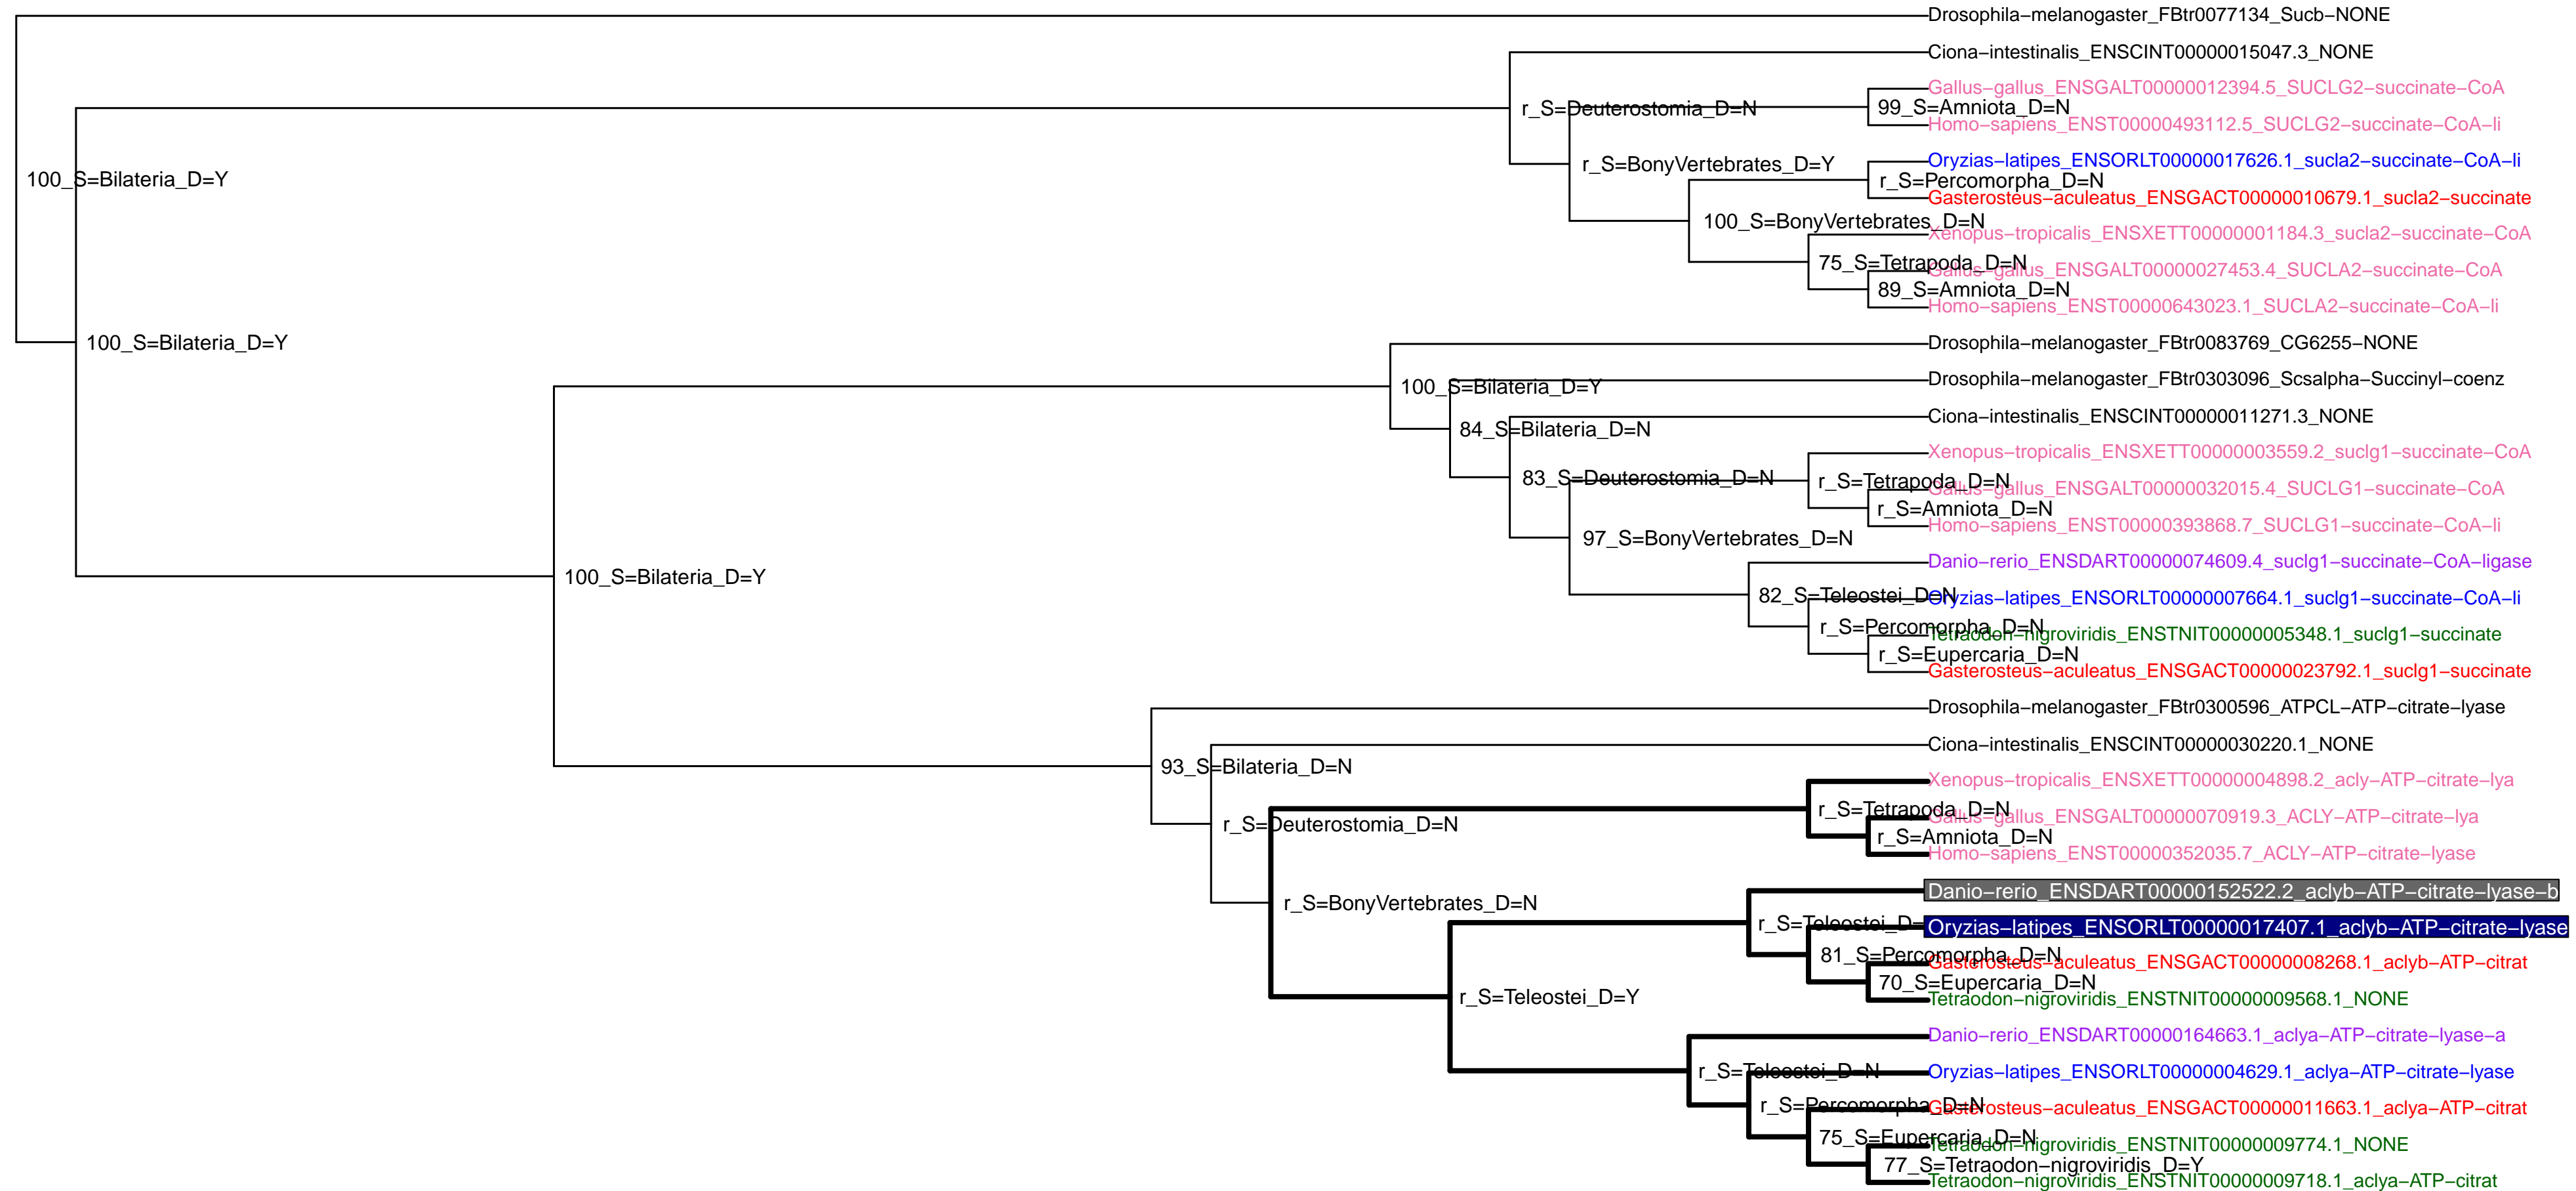 Drosophila−melanogaster_FBtr0077134_Sucb−NONE
Ciona−intestinalis_ENSCINT00000015047.3_NONE
Gallus−gallus_ENSGALT00000012394.5_SUCLG2−succinate−CoA
r_S=Deuterostomia_D=N
99_S=Amniota_D=N
Homo−sapiens_ENST00000493112.5_SUCLG2−succinate−CoA−li
Oryzias−latipes_ENSORLT00000017626.1_sucla2−succinate−CoA−li
r_S=BonyVertebrates_D=Y
100_S=Bilateria_D=Y
r_S=Percomorpha_D=N
Gasterosteus−aculeatus_ENSGACT00000010679.1_sucla2−succinate
100_S=BonyVertebrates_D=N
Xenopus−tropicalis_ENSXETT00000001184.3_sucla2−succinate−CoA
75_S=Tetrapoda_D=N
Gallus−gallus_ENSGALT00000027453.4_SUCLA2−succinate−CoA
89_S=Amniota_D=N
Homo−sapiens_ENST00000643023.1_SUCLA2−succinate−CoA−li
100_S=Bilateria_D=Y
Drosophila−melanogaster_FBtr0083769_CG6255−NONE
100_S=Bilateria_D=Y
Drosophila−melanogaster_FBtr0303096_Scsalpha−Succinyl−coenz
Ciona−intestinalis_ENSCINT00000011271.3_NONE
84_S=Bilateria_D=N
Xenopus−tropicalis_ENSXETT00000003559.2_suclg1−succinate−CoA
83_S=Deuterostomia_D=N
r_S=Tetrapoda_D=N
Gallus−gallus_ENSGALT00000032015.4_SUCLG1−succinate−CoA
r_S=Amniota_D=N
Homo−sapiens_ENST00000393868.7_SUCLG1−succinate−CoA−li
97_S=BonyVertebrates_D=N
Danio−rerio_ENSDART00000074609.4_suclg1−succinate−CoA−ligase
100_S=Bilateria_D=Y
82_S=Teleostei_D=N
Oryzias−latipes_ENSORLT00000007664.1_suclg1−succinate−CoA−li
r_S=Percomorpha_D=N
Tetraodon−nigroviridis_ENSTNIT00000005348.1_suclg1−succinate
r_S=Eupercaria_D=N
Gasterosteus−aculeatus_ENSGACT00000023792.1_suclg1−succinate
Drosophila−melanogaster_FBtr0300596_ATPCL−ATP−citrate−lyase
Ciona−intestinalis_ENSCINT00000030220.1_NONE
93_S=Bilateria_D=N
Xenopus−tropicalis_ENSXETT00000004898.2_acly−ATP−citrate−lya
r_S=Tetrapoda_D=N
Gallus−gallus_ENSGALT00000070919.3_ACLY−ATP−citrate−lya
r_S=Deuterostomia_D=N
r_S=Amniota_D=N
Homo−sapiens_ENST00000352035.7_ACLY−ATP−citrate−lyase
Danio−rerio_ENSDART00000152522.2_aclyb−ATP−citrate−lyase−b
r_S=BonyVertebrates_D=N
r_S=Teleostei_D=
Oryzias−latipes_ENSORLT00000017407.1_aclyb−ATP−citrate−lyase
81_S=Percomorpha_D=N
Gasterosteus−aculeatus_ENSGACT00000008268.1_aclyb−ATP−citrat
70_S=Eupercaria_D=N
r_S=Teleostei_D=Y
Tetraodon−nigroviridis_ENSTNIT00000009568.1_NONE
Danio−rerio_ENSDART00000164663.1_aclya−ATP−citrate−lyase−a
r_S=Teleostei_D=N
Oryzias−latipes_ENSORLT00000004629.1_aclya−ATP−citrate−lyase
r_S=Percomorpha_D=N
Gasterosteus−aculeatus_ENSGACT00000011663.1_aclya−ATP−citrat
75_S=Eupercaria_D=N
Tetraodon−nigroviridis_ENSTNIT00000009774.1_NONE
77_S=Tetraodon−nigroviridis_D=Y
Tetraodon−nigroviridis_ENSTNIT00000009718.1_aclya−ATP−citrat